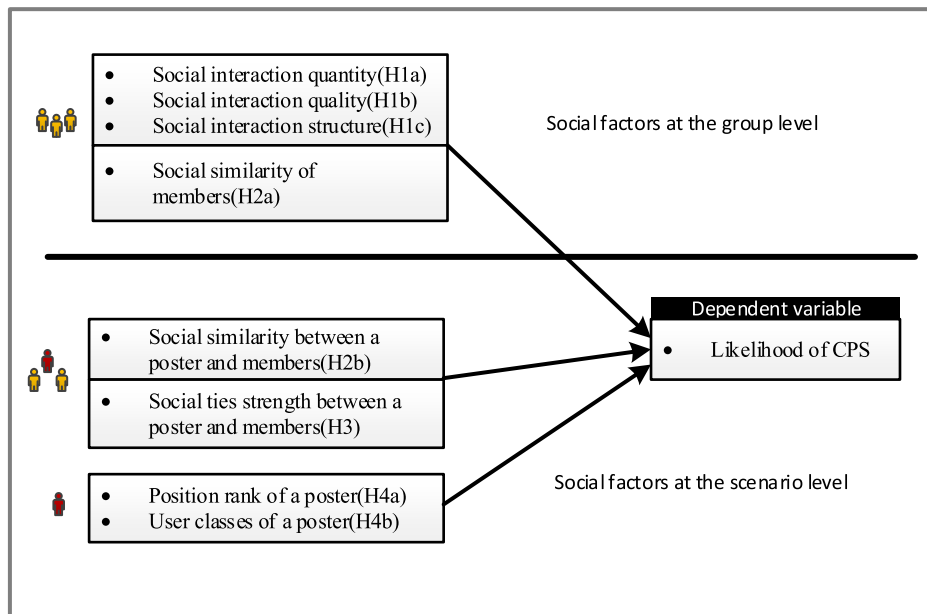 • Social interaction quantity(H1a)
• Social interaction quality(H1b)
• Social interaction structure(H1c)
Social factors at the group level
• Social similarity of
members(H2a)
Dependent variable
• Likelihood of CPS
• Social similarity between a
poster and members(H2b)
• Social ties strength between a
poster and members(H3)
Social factors at the scenario level
• Position rank of a poster(H4a)
• User classes of a poster(H4b)